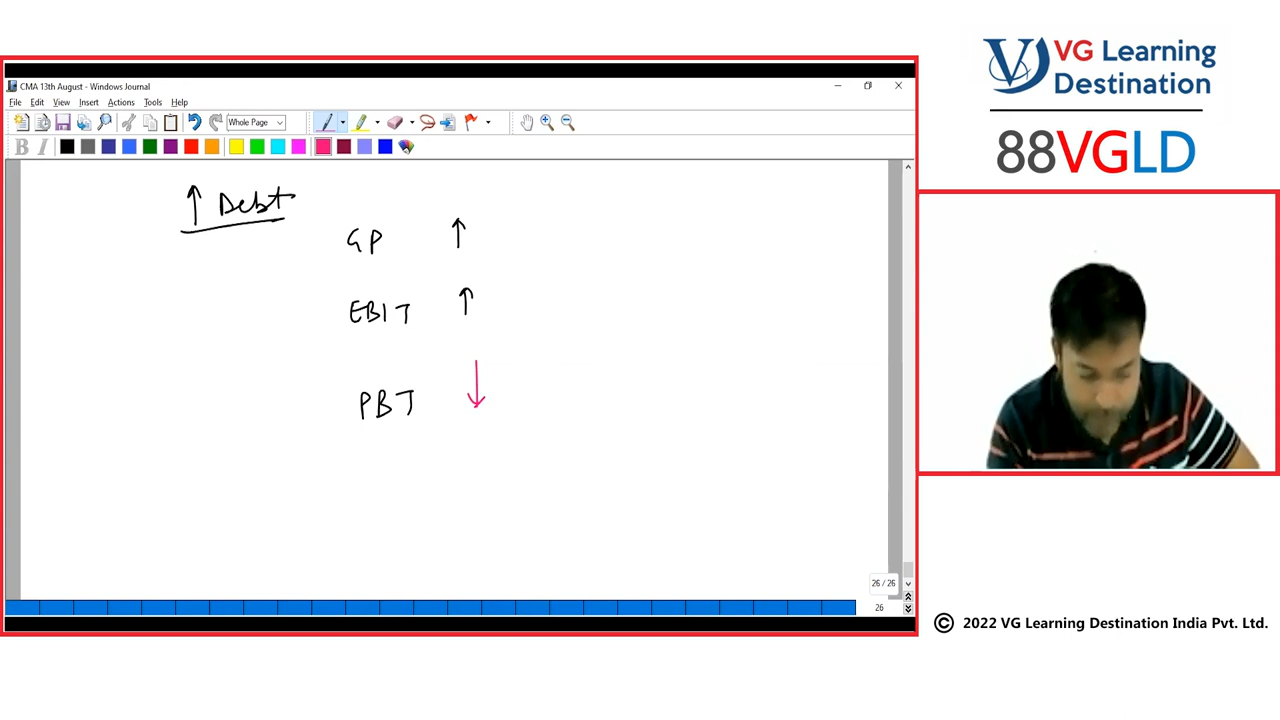 CMA 13th August - Windows Journal
File Edit View Insert Actions Tools Help
Whole Page
B I
↑ Debt
GP ↑
EBIT ↑
PBT ↓
26 / 26
26
VG Learning
Destination
88VGLD
© 2022 VG Learning Destination India Pvt. Ltd.